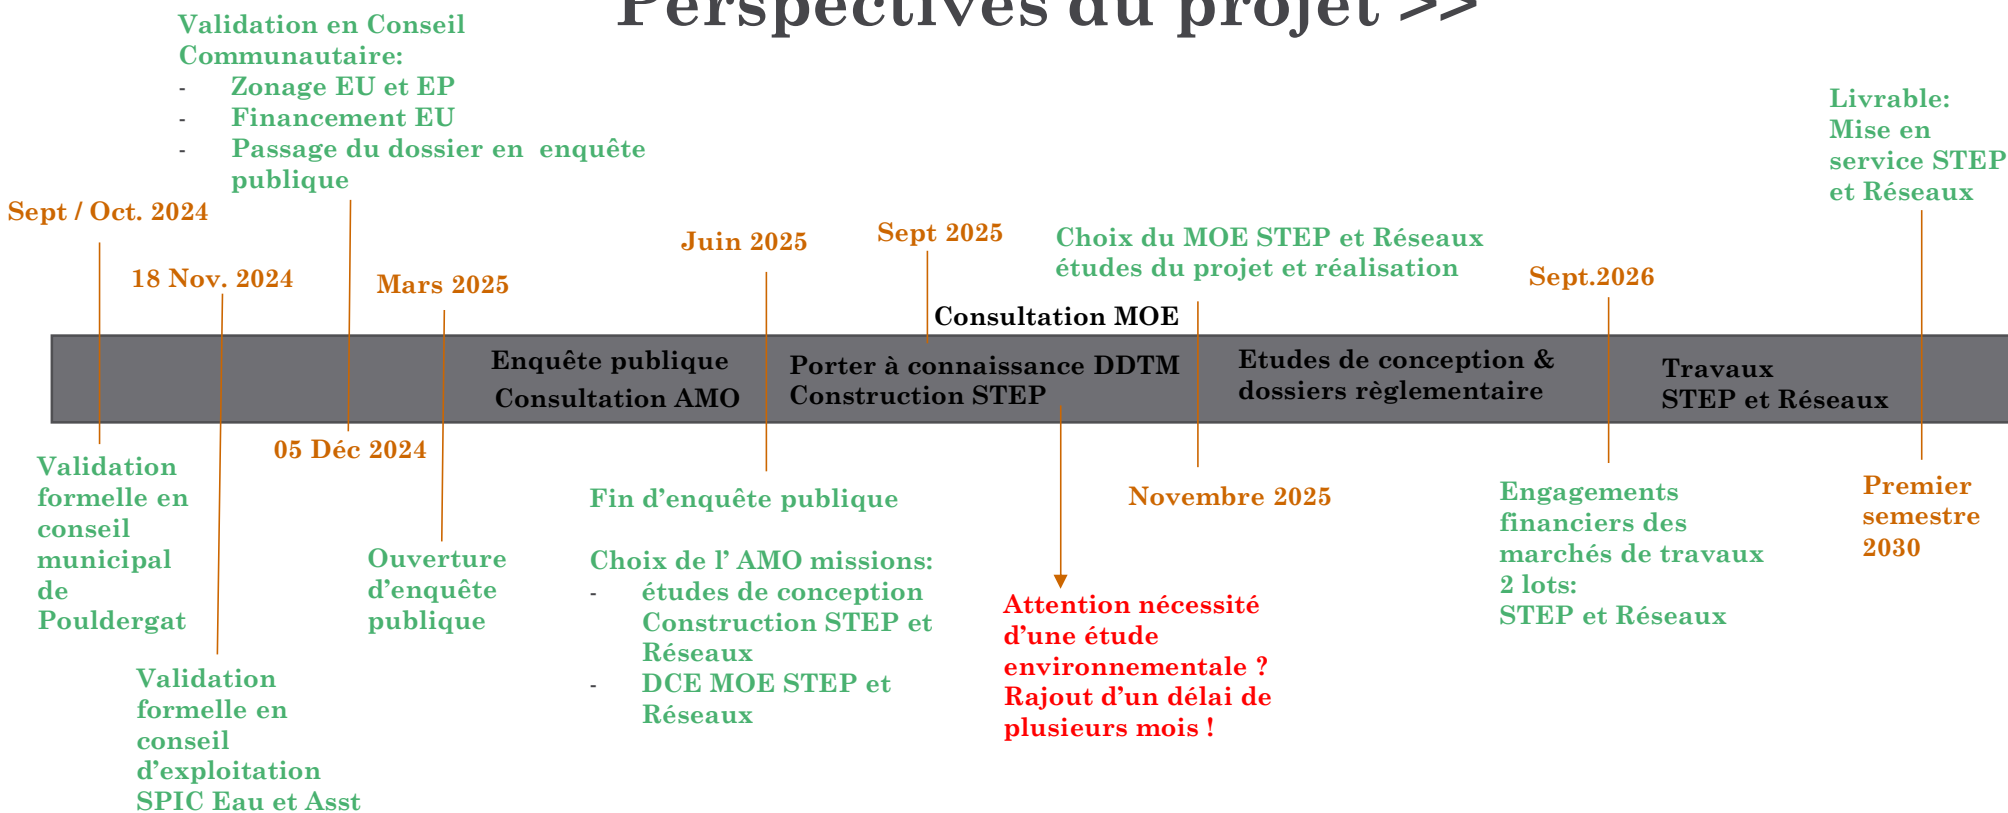 Perspectives du projet >>
Validation en Conseil
Communautaire:
- Zonage EU et EP
- Financement EU
- Passage du dossier en enquête
publique
Livrable:
Mise en
service STEP
et Réseaux
Sept / Oct. 2024
18 Nov. 2024
Mars 2025
Juin 2025
Sept 2025
Choix du MOE STEP et Réseaux
études du projet et réalisation
Sept.2026
Consultation MOE
Enquête publique
Consultation AMO
Porter à connaissance DDTM
Construction STEP
Etudes de conception &
dossiers règlementaire
Travaux
STEP et Réseaux
05 Déc 2024
Validation
formelle en
conseil
municipal
de
Pouldergat
Validation
formelle en
conseil
d’exploitation
SPIC Eau et Asst
Ouverture
d’enquête
publique
Fin d’enquête publique
Choix de l’ AMO missions:
- études de conception
Construction STEP et
Réseaux
- DCE MOE STEP et
Réseaux
Attention nécessité
d’une étude
environnementale ?
Rajout d’un délai de
plusieurs mois !
Novembre 2025
Engagements
financiers des
marchés de travaux
2 lots:
STEP et Réseaux
Premier
semestre
2030